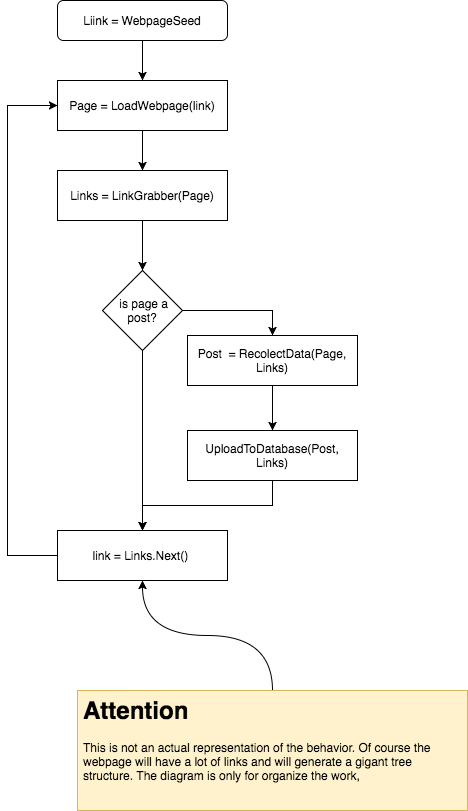 Liink = WebpageSeed
Page = LoadWebpage(link)
Links = LinkGrabber(Page)
is page a
post?
Post  = RecolectData(Page,
Links)
UploadToDatabase(Post,
Links)
link = Links.Next()
Attention
This is not an actual representation of the behavior. Of course the
webpage will have a lot of links and will generate a gigant tree
structure. The diagram is only for organize the work,